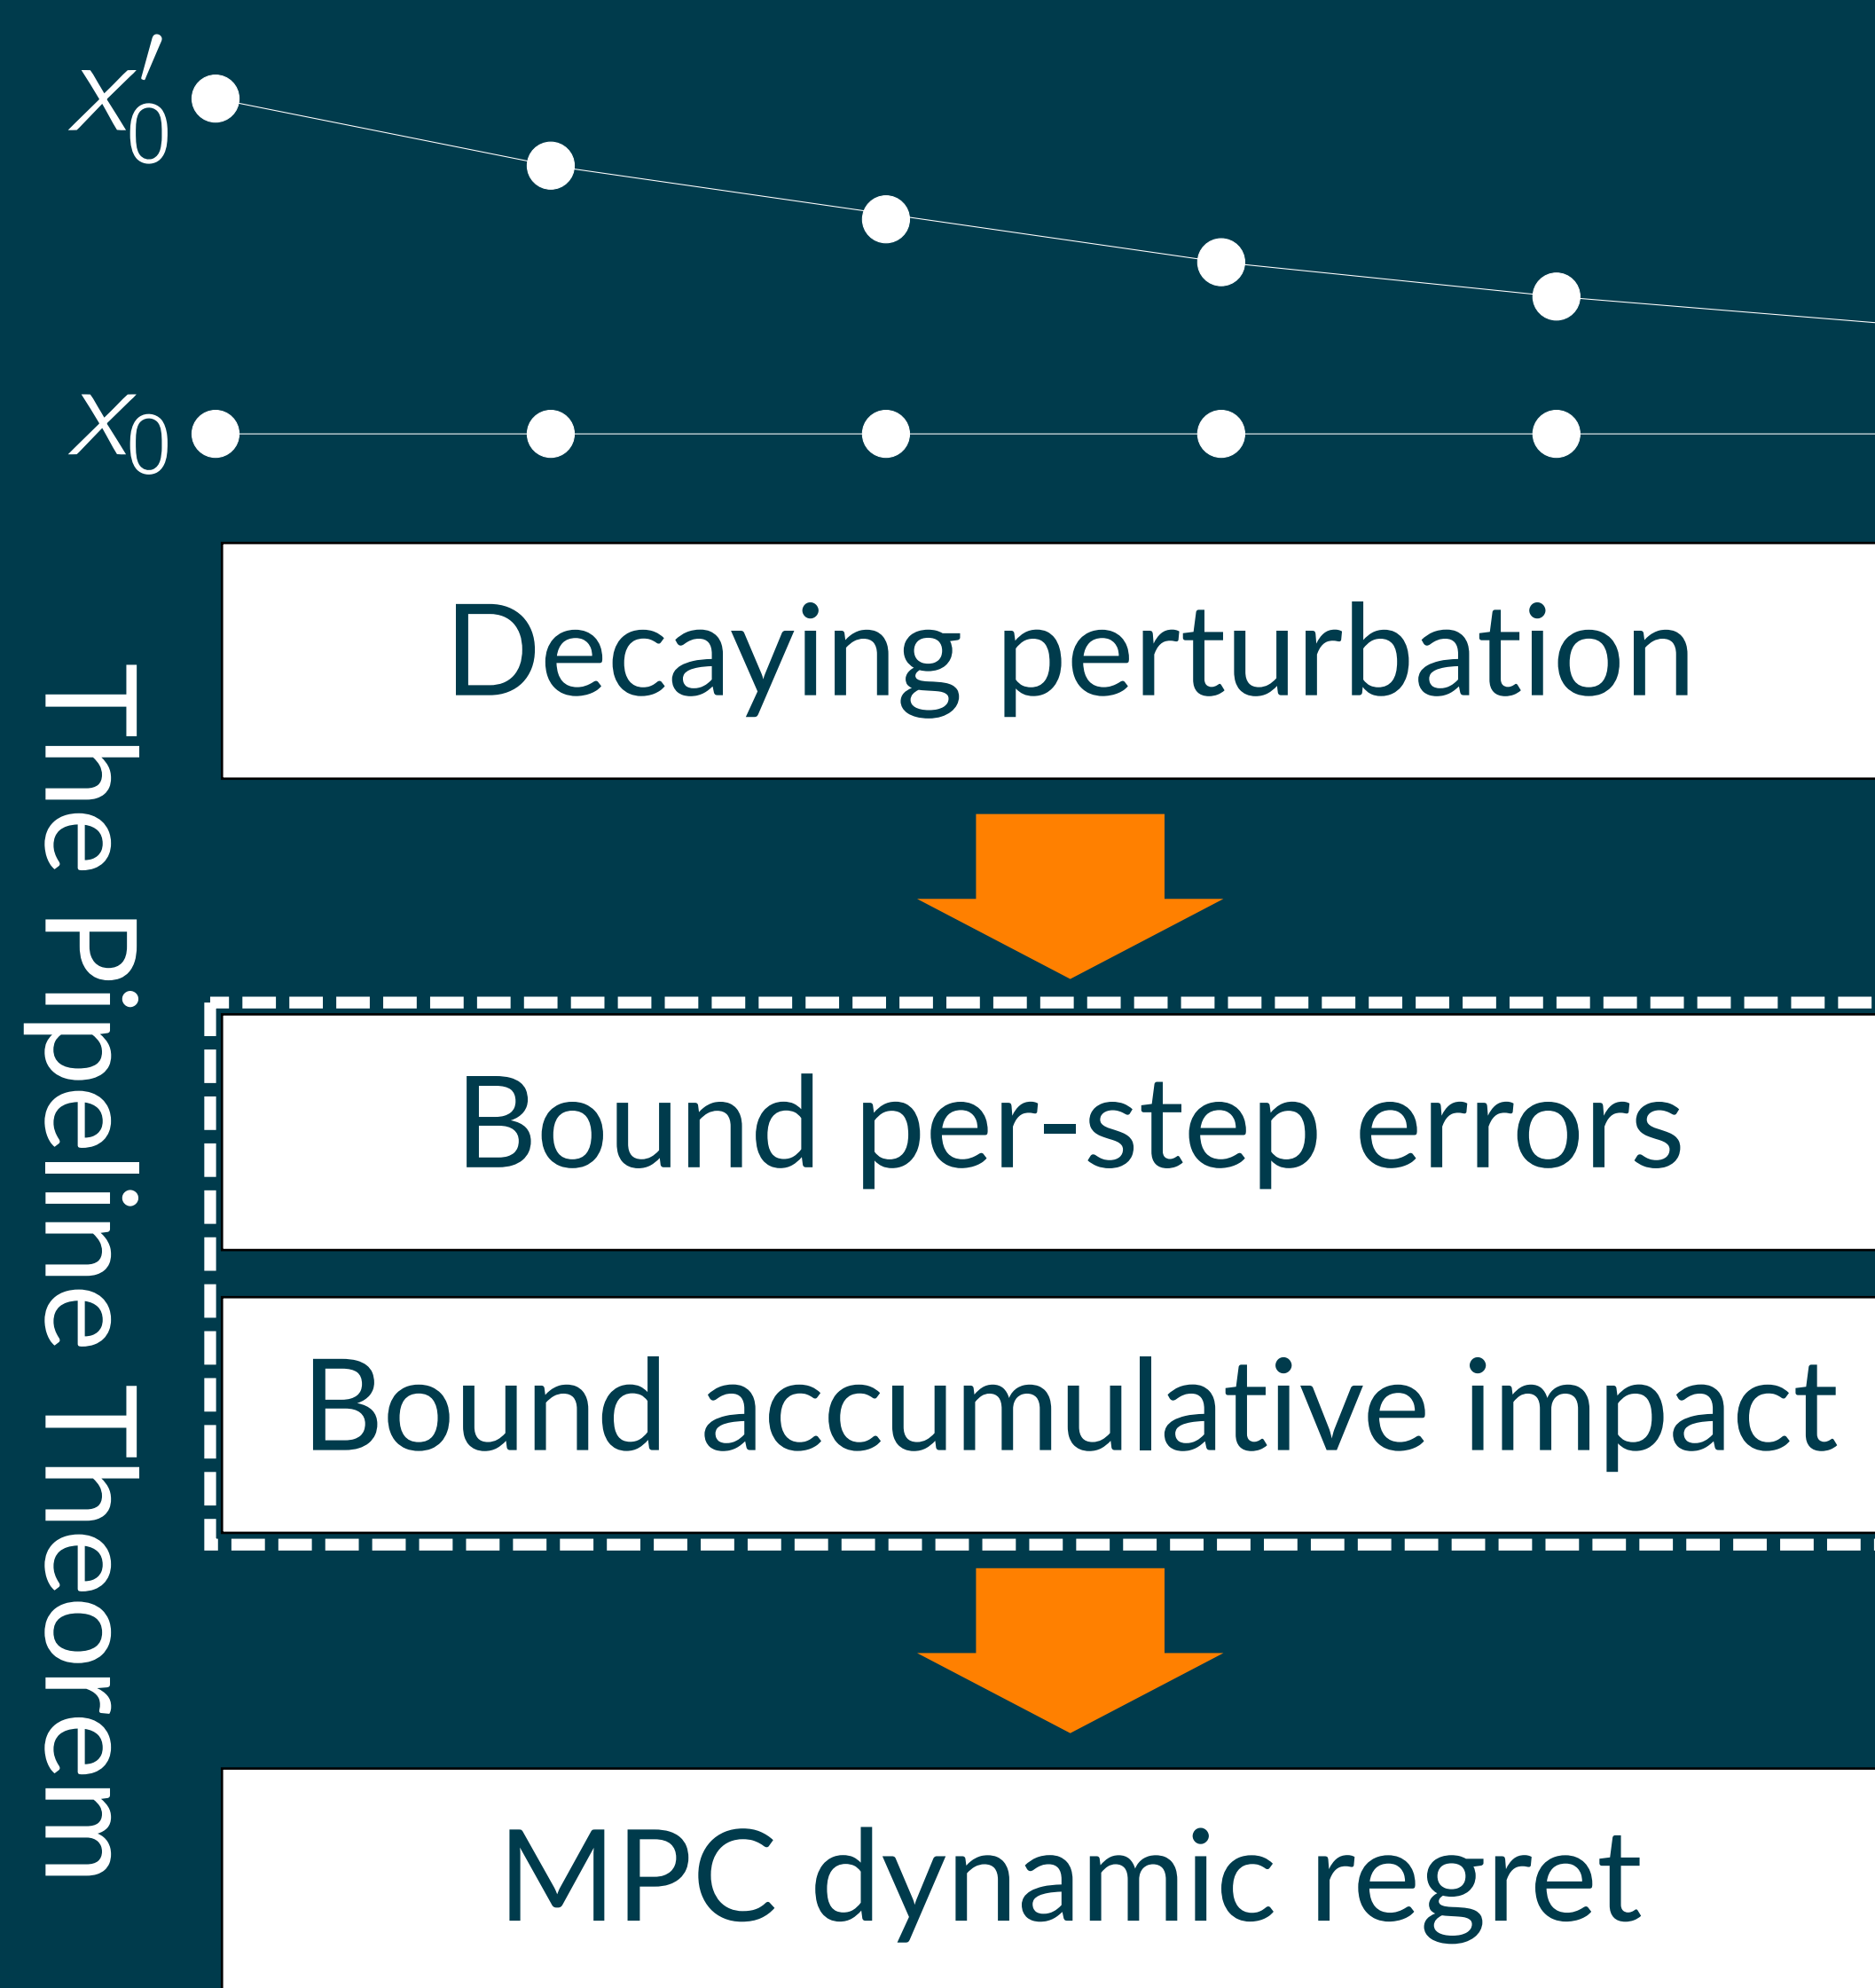 x′0
x0
The Pipeline Theorem
Decaying perturbation
Bound per-step errors
Bound accumulative impact
MPC dynamic regret